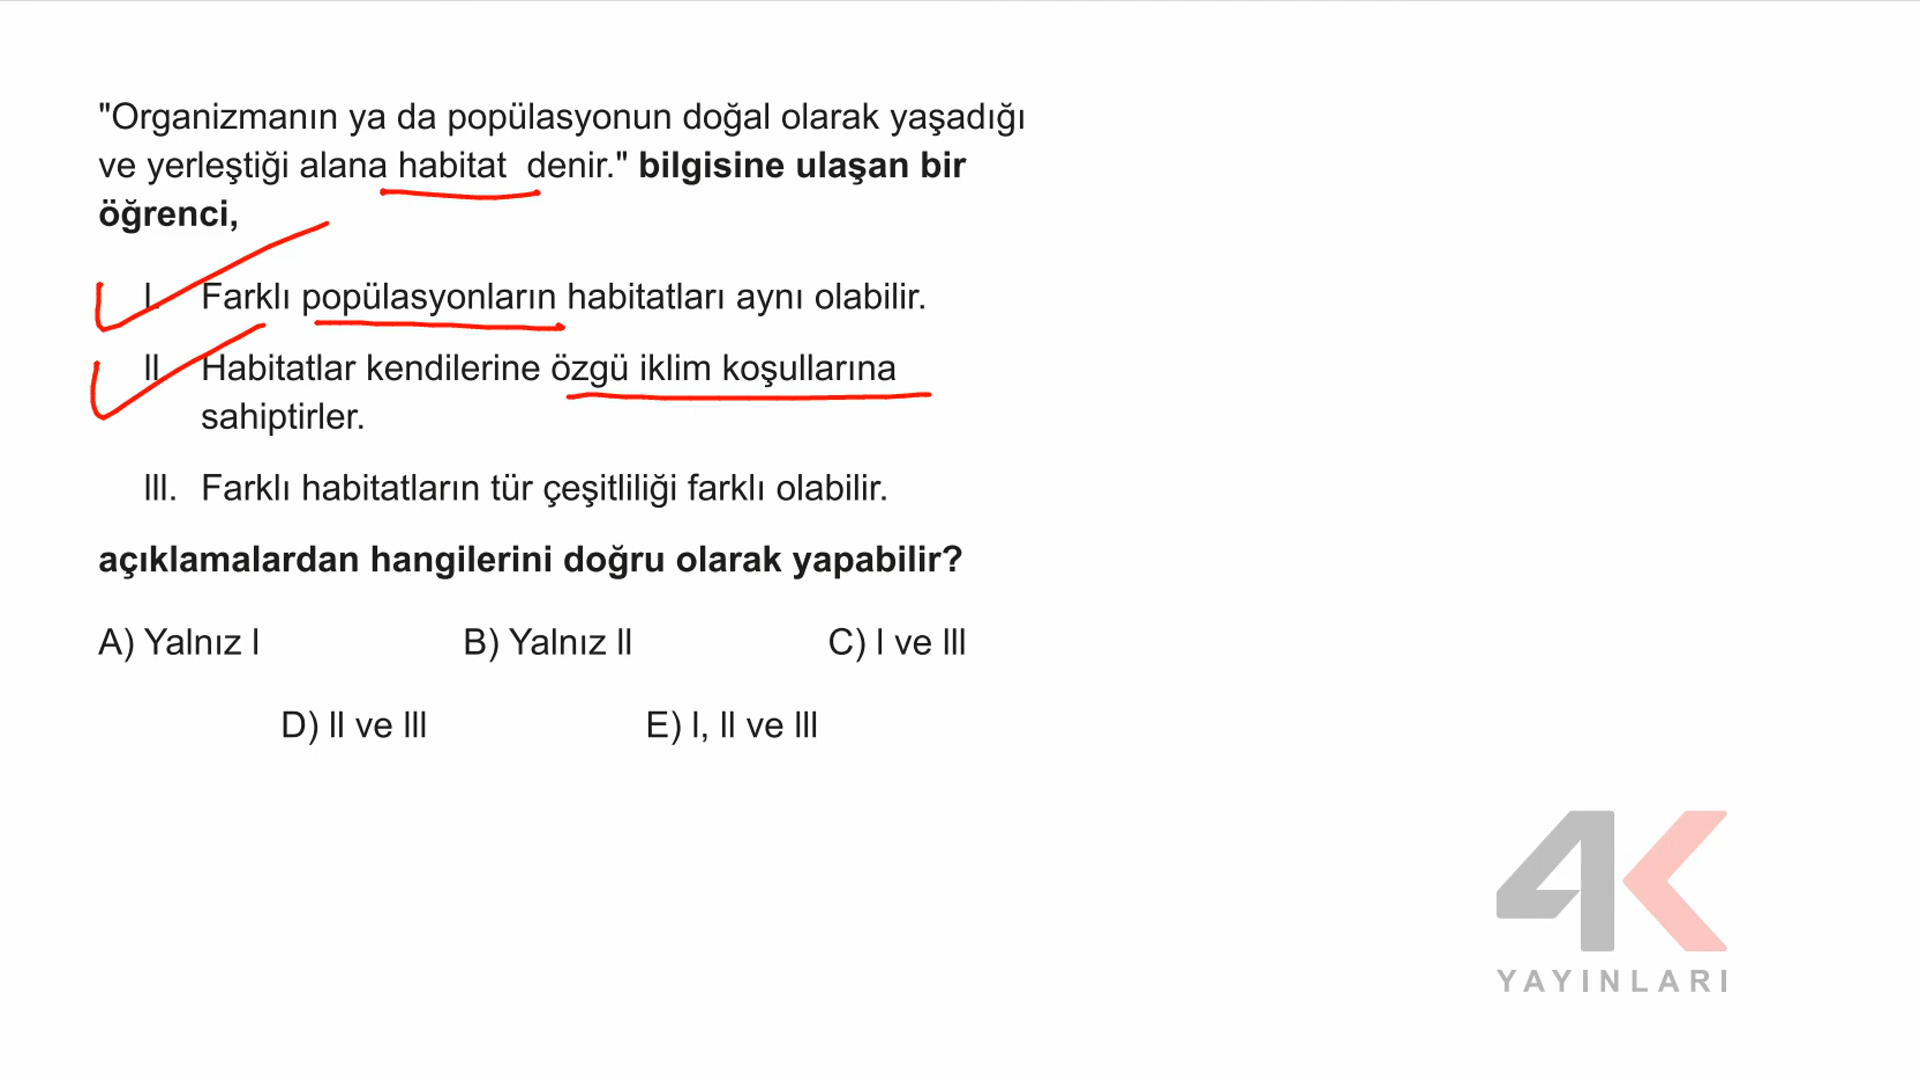 "Organizmanın ya da popülasyonun doğal olarak yaşadığı
ve yerleştiği alana habitat denir." bilgisine ulaşan bir
öğrenci,
I. Farklı popülasyonların habitatları aynı olabilir.
II. Habitatlar kendilerine özgü iklim koşullarına
sahiptirler.
III. Farklı habitatların tür çeşitliliği farklı olabilir.
açıklamalardan hangilerini doğru olarak yapabilir?
A) Yalnız I B) Yalnız II C) I ve III
D) II ve III E) I, II ve III
4K
YAYINLARI